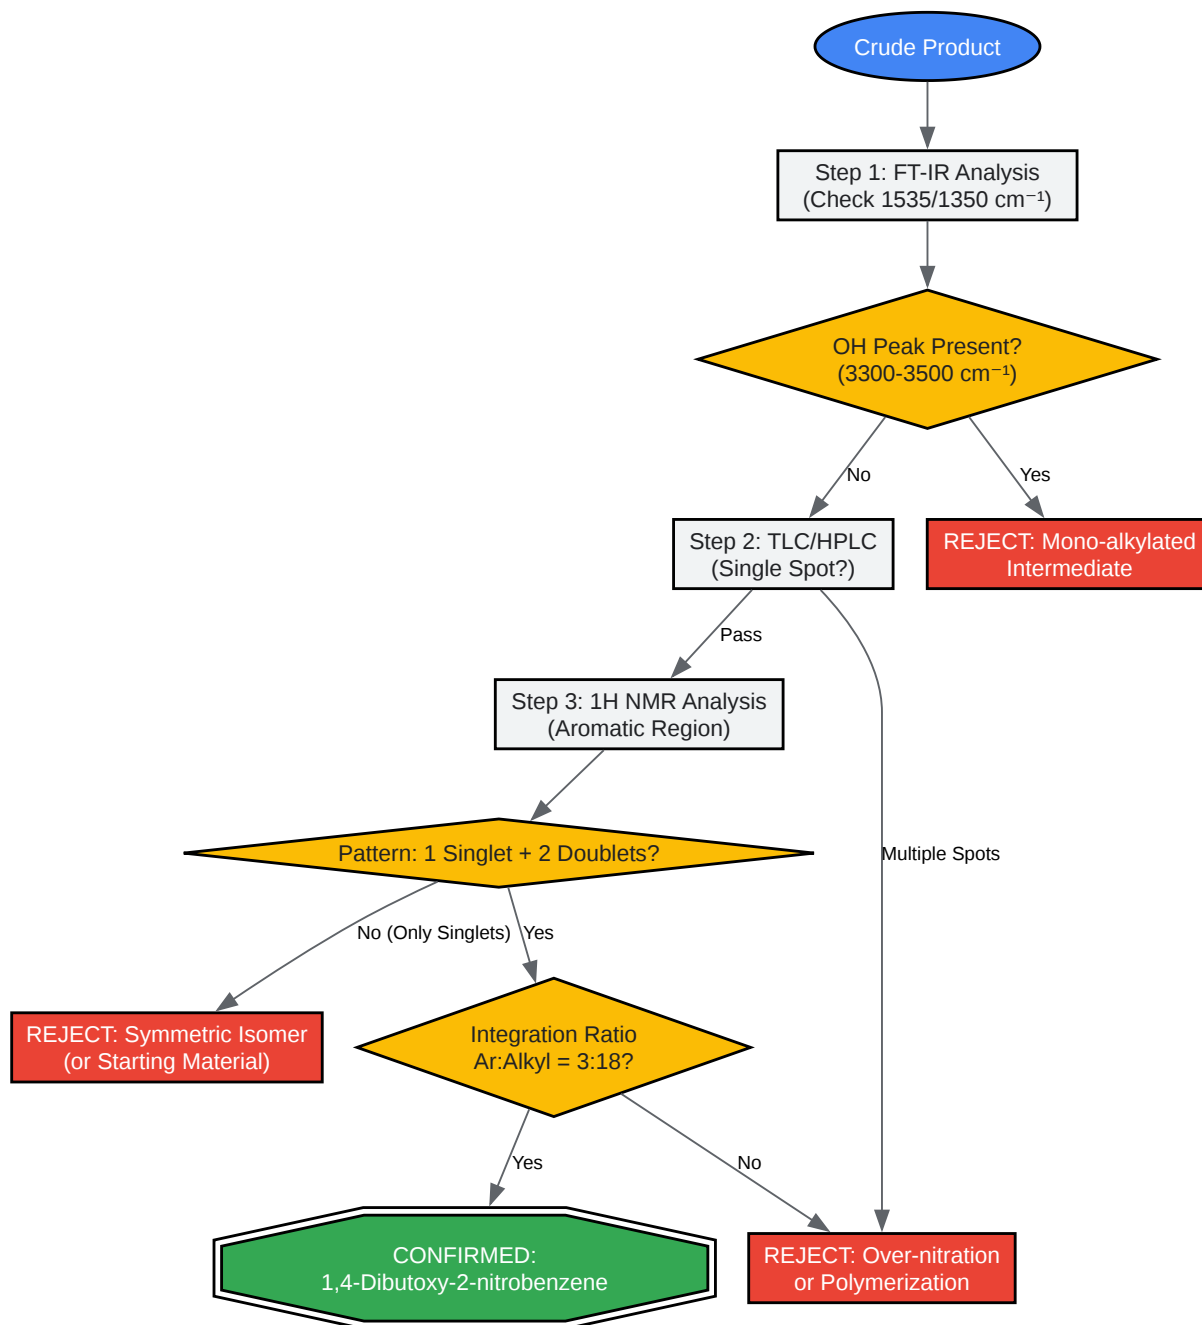 Crude Product
Step 1: FT-IR Analysis
(Check 1535/1350 cm⁻¹)
OH Peak Present?
(3300-3500 cm⁻¹)
No
Yes
Step 2: TLC/HPLC
(Single Spot?)
REJECT: Mono-alkylated
Intermediate
Pass
Step 3: 1H NMR Analysis
(Aromatic Region)
Pattern: 1 Singlet + 2 Doublets?
Multiple Spots
No (Only Singlets)
Yes
REJECT: Symmetric Isomer
(or Starting Material)
Integration Ratio
Ar:Alkyl = 3:18?
Yes
No
CONFIRMED:
1,4-Dibutoxy-2-nitrobenzene
REJECT: Over-nitration
or Polymerization